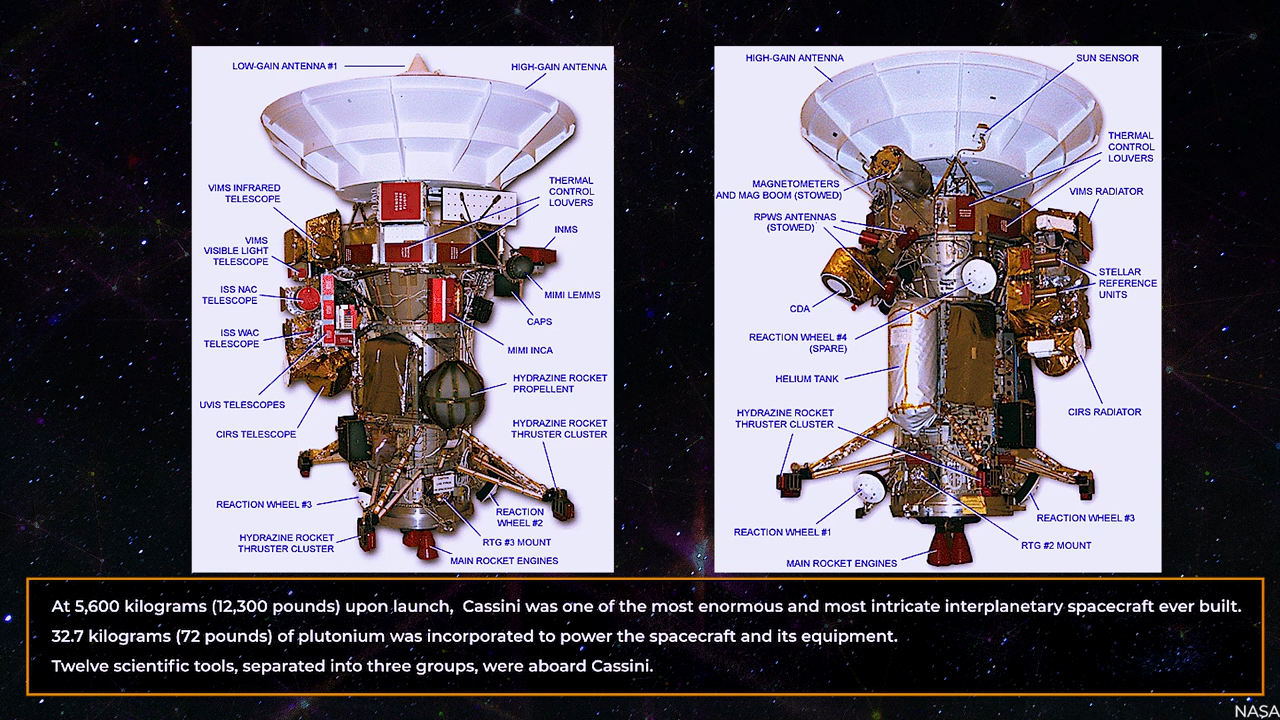 LOW-GAIN ANTENNA #1
HIGH-GAIN ANTENNA
VIMS INFRARED
TELESCOPE
THERMAL
CONTROL
LOUVERS
INMS
VIMS
VISIBLE LIGHT
TELESCOPE
ISS NAC
TELESCOPE
MIMI LEMMS
CAPS
ISS WAC
TELESCOPE
MIMI INCA
HYDRAZINE ROCKET
PROPELLENT
UVIS TELESCOPES
CIRS TELESCOPE
HYDRAZINE ROCKET
THRUSTER CLUSTER
REACTION WHEEL #3
REACTION
WHEEL #2
HYDRAZINE ROCKET
THRUSTER CLUSTER
RTG #3 MOUNT
MAIN ROCKET ENGINES
HIGH-GAIN ANTENNA
SUN SENSOR
THERMAL
CONTROL
LOUVERS
MAGNETOMETERS
AND MAG BOOM (STOWED)
VIMS RADIATOR
RPWS ANTENNAS
(STOWED)
STELLAR
REFERENCE
UNITS
CDA
REACTION WHEEL #4
(SPARE)
HELIUM TANK
CIRS RADIATOR
HYDRAZINE ROCKET
THRUSTER CLUSTER
REACTION WHEEL #3
REACTION WHEEL #1
RTG #2 MOUNT
MAIN ROCKET ENGINES
At 5,600 kilograms (12,300 pounds) upon launch,  Cassini was one of the most enormous and most intricate interplanetary spacecraft ever built.
32.7 kilograms (72 pounds) of plutonium was incorporated to power the spacecraft and its equipment.
Twelve scientific tools, separated into three groups, were aboard Cassini.
NASA